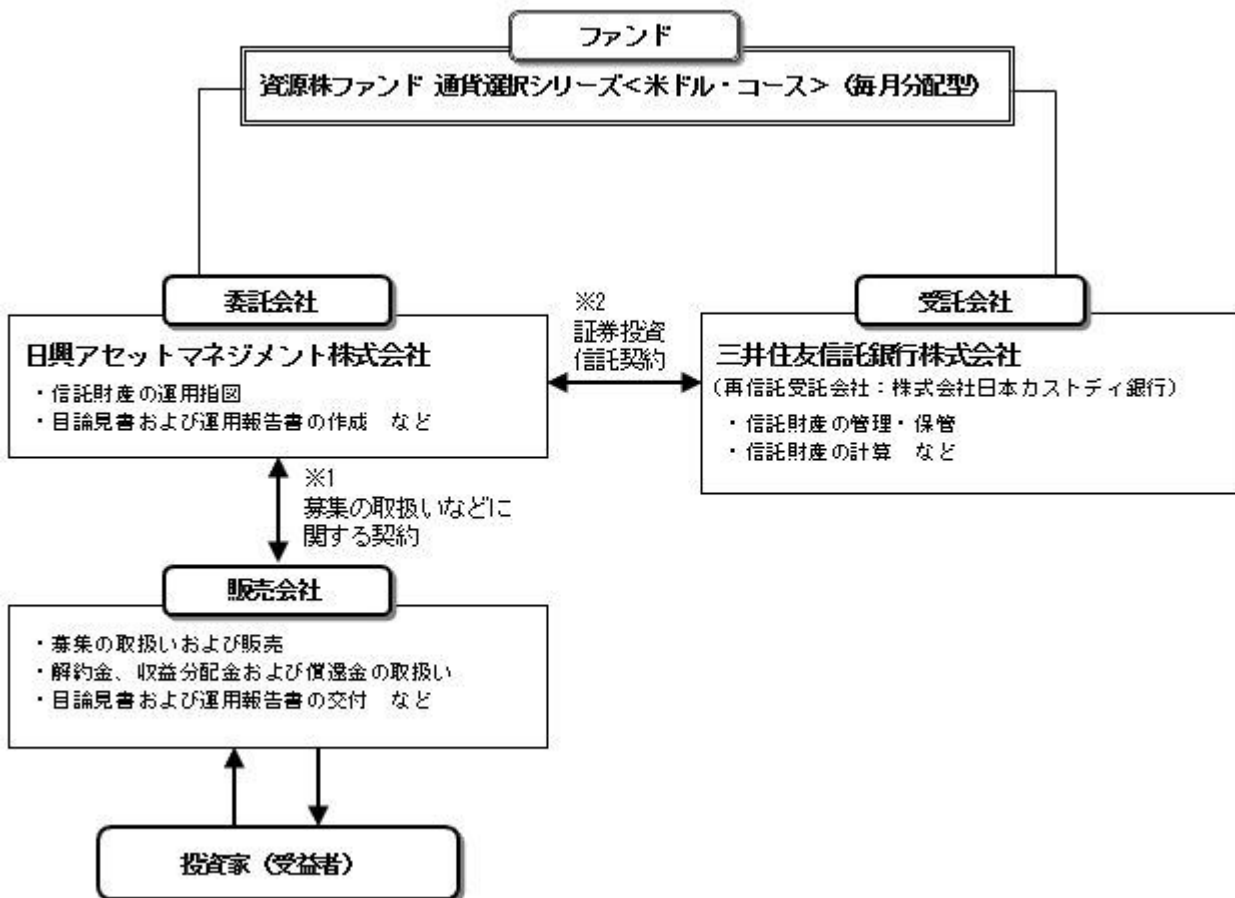 ファンド
資源株ファンド 通貨選択シリーズ<米ドル・コース>(毎月分配型)
委託会社
日興アセットマネジメント株式会社
・信託財産の運用指図
・目論見書および運用報告書の作成 など
※2
証券投資
信託契約
受託会社
三井住友信託銀行株式会社
(再信託受託会社:株式会社日本カストディ銀行)
・信託財産の管理・保管
・信託財産の計算 など
※1
募集の取扱いなどに
関する契約
販売会社
・募集の取扱いおよび販売
・解約金、収益分配金および償還金の取扱い
・目論見書および運用報告書の交付 など
投資家(受益者)